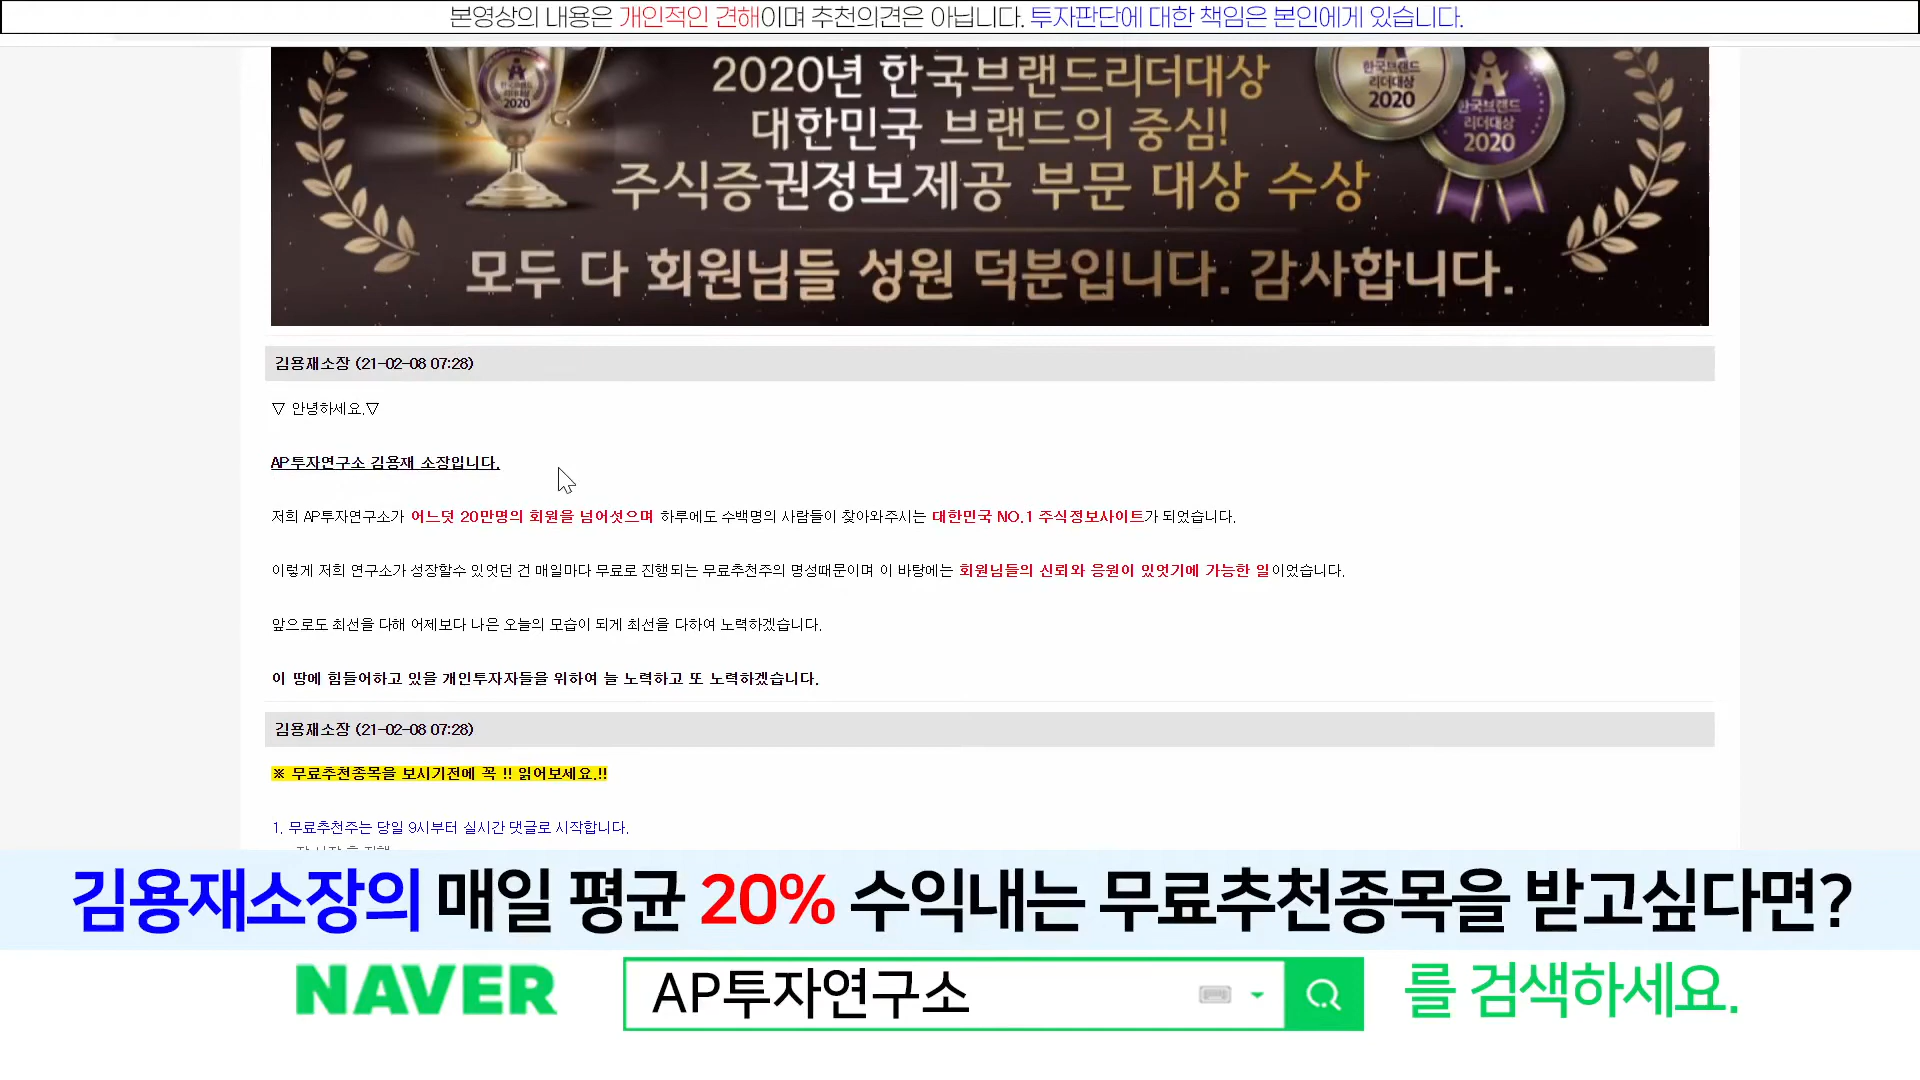 본영상의 내용은 개인적인 견해이며 추천의견은 아닙니다. 투자판단에 대한 책임은 본인에게 있습니다.
한국브랜드
2020
2020년 한국브랜드리더대상
대한민국 브랜드의 중심!
주식증권정보제공 부문 대상 수상
모두 다 회원님들 성원 덕분입니다. 감사합니다.
한국브랜드
리더대상
2020
한국브랜드
리더대상
2020
김용재소장 (21-02-08 07:28)
▽ 안녕하세요.▽
AP투자연구소 김용재 소장입니다.
저희 AP투자연구소가 어느덧 20만명의 회원을 넘어섯으며 하루에도 수백명의 사람들이 찾아와주시는 대한민국 NO.1 주식정보사이트가 되었습니다.
이렇게 저희 연구소가 성장할수 있엇던 건 매일마다 무료로 진행되는 무료추천주의 명성때문이며 이 바탕에는 회원님들의 신뢰와 응원이 있엇기에 가능한 일이었습니다.
앞으로도 최선을 다해 어제보다 나은 오늘의 모습이 되게 최선을 다하여 노력하겠습니다.
이 땅에 힘들어하고 있을 개인투자자들을 위하여 늘 노력하고 또 노력하겠습니다.
김용재소장 (21-02-08 07:28)
※ 무료추천종목을 보시기전에 꼭 !! 읽어보세요.!!
1. 무료추천주는 당일 9시부터 실시간 댓글로 시작합니다.
김용재소장의 매일 평균 20% 수익내는 무료추천종목을 받고싶다면?
NAVER AP투자연구소 를 검색하세요.